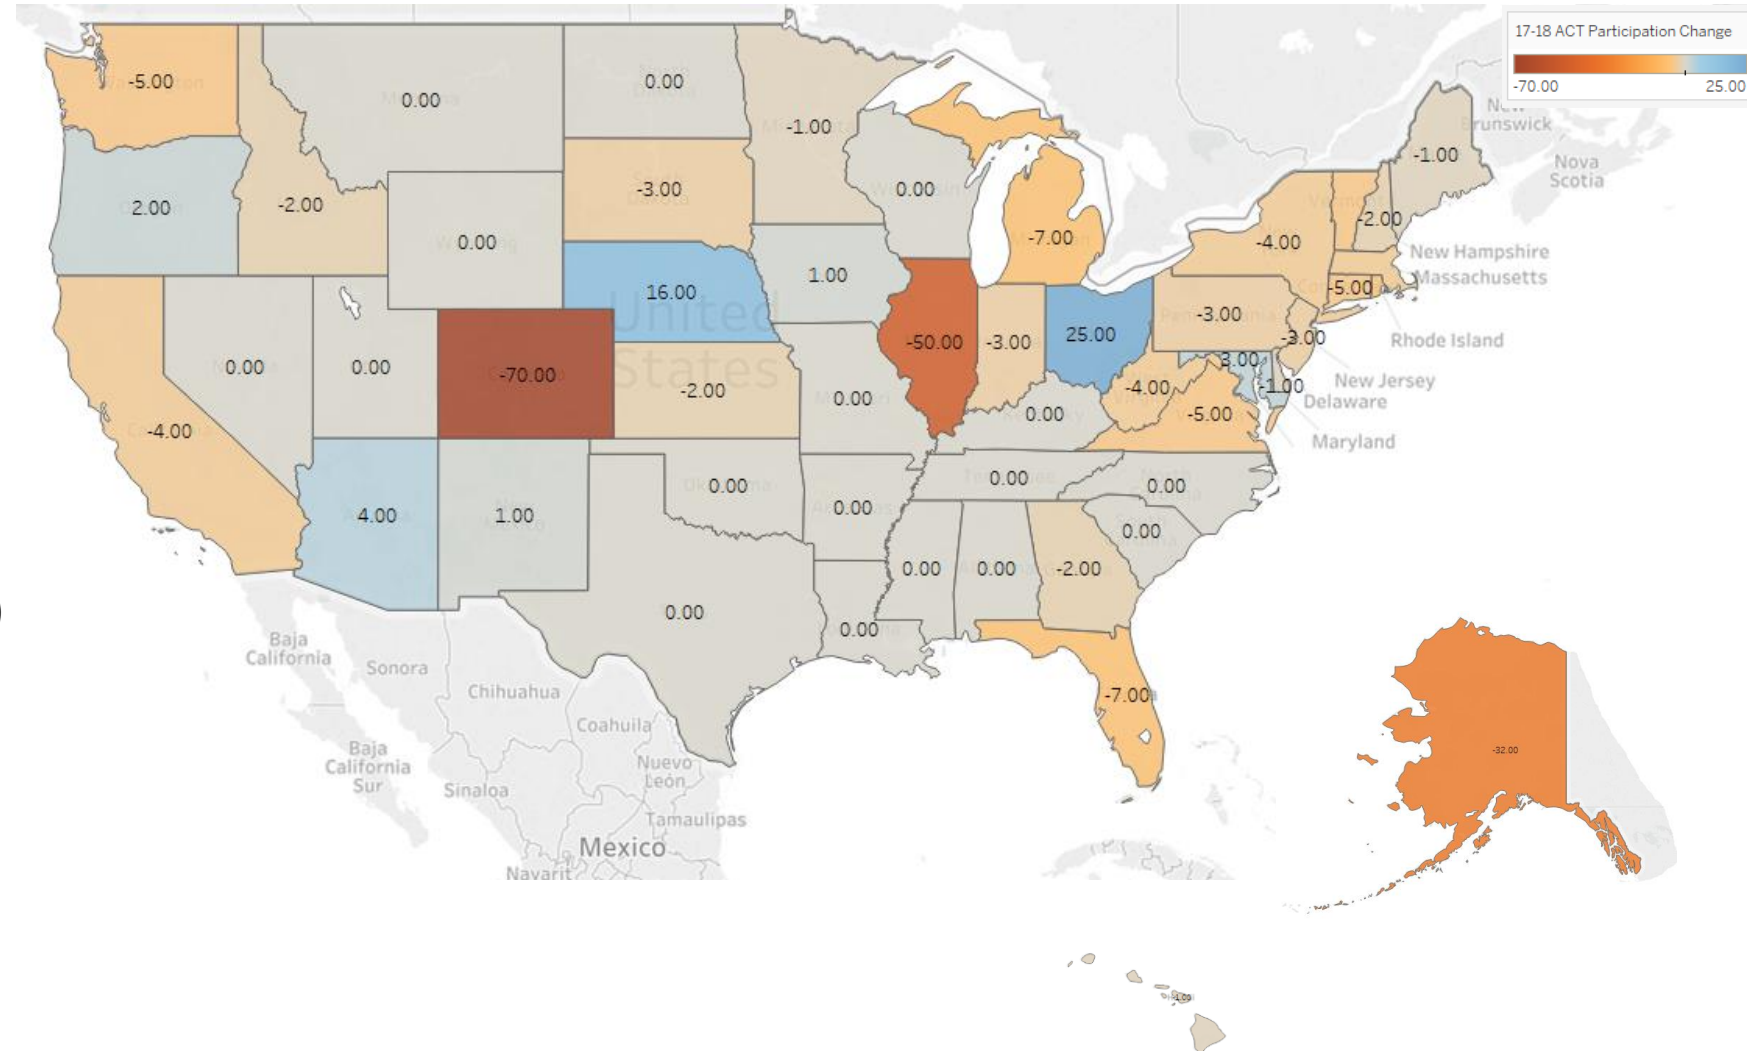 17-18 ACT Participation Change
-70.00
25.00
-5.00
0.00
0.00
-1.00
New
Brunswick
-1.00
Nova
Scotia
2.00
-2.00
-3.00
0.00
-2.00
0.00
-7.00
-4.00
New Hampshire
Massachusetts
16.00
1.00
-5.00
United
States
-3.00
-3.00
Rhode Island
-50.00
-3.00
25.00
0.00
0.00
-70.00
-2.00
3.00
-1.00
New Jersey
Delaware
-4.00
0.00
0.00
-4.00
-5.00
Maryland
0.00
0.00
0.00
4.00
1.00
0.00
0.00
0.00
0.00
-2.00
0.00
0.00
-7.00
Baja
California
Sonora
Chihuahua
Coahuila
Baja
California
Sur
Nuevo
León
Sinaloa
Tamaulipas
México
Navarit
-32.00